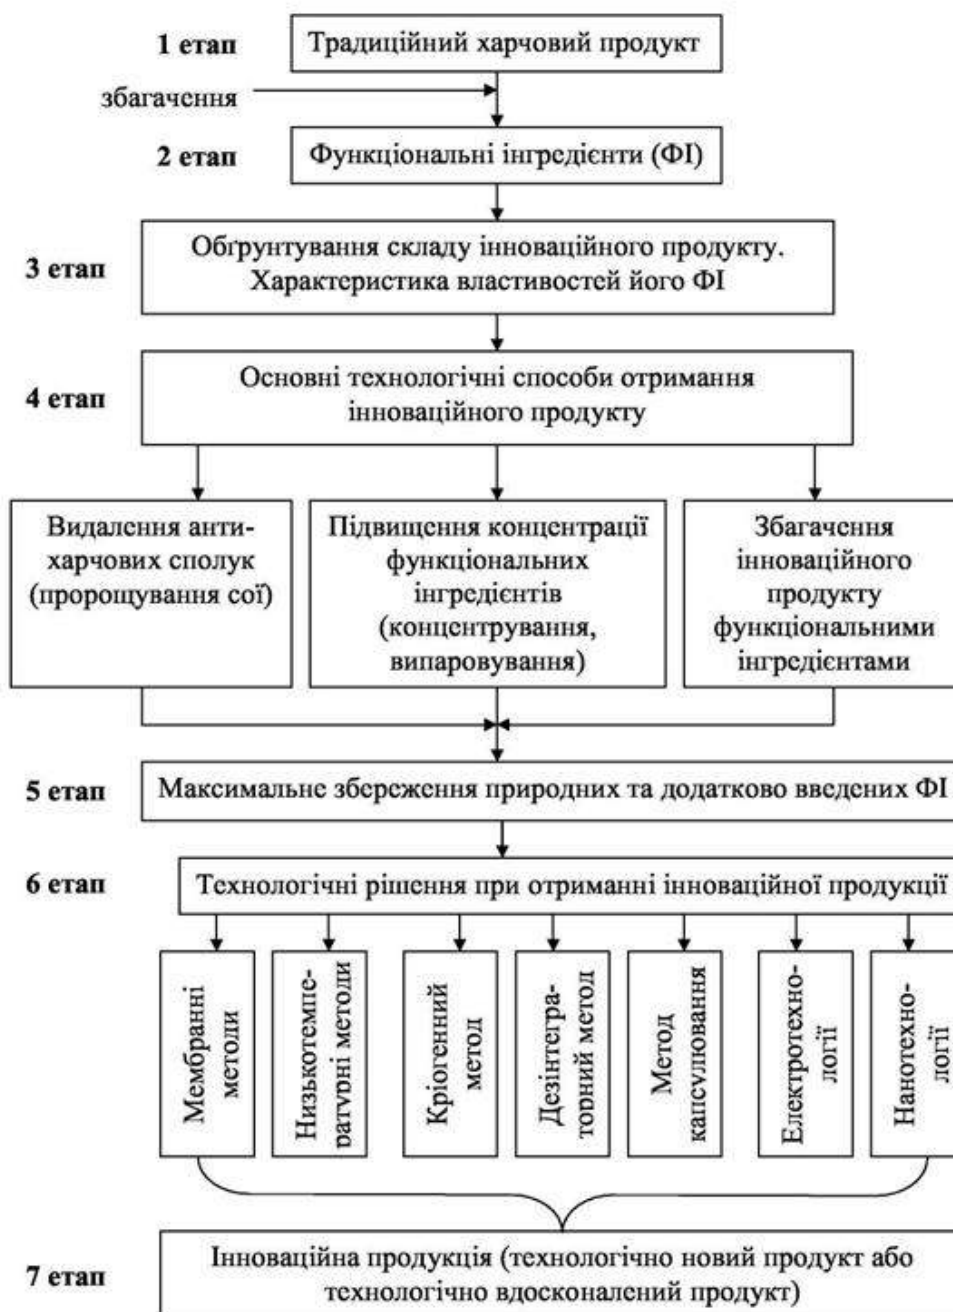 1 етап
Традиційний харчовий продукт
збагачення
2 етап
Функціональні інгредієнти (ФІ)
3 етап
Обґрунтування складу інноваційного продукту.
Характеристика властивостей його ФІ
4 етап
Основні технологічні способи отримання
інноваційного продукту
Видалення анти-
харчових сполук
(пророщування сої)
Підвищення концентрації
функціональних
інгредієнтів
(концентрування,
випаровування)
Збагачення
інноваційного
продукту
функціональними
інгредієнтами
5 етап
Максимальне збереження природних та додатково введених ФІ
6 етап
Технологічні рішення при отриманні інноваційної продукції
Мембранні
методи
Низькотемпе-
ратурні методи
Кріогенний
метод
Дезінтегра-
торний метод
Метод
капсулювання
Електротехно-
логії
Нанотехно-
логії
7 етап
Інноваційна продукція (технологічно новий продукт або
технологічно вдосконалений продукт)